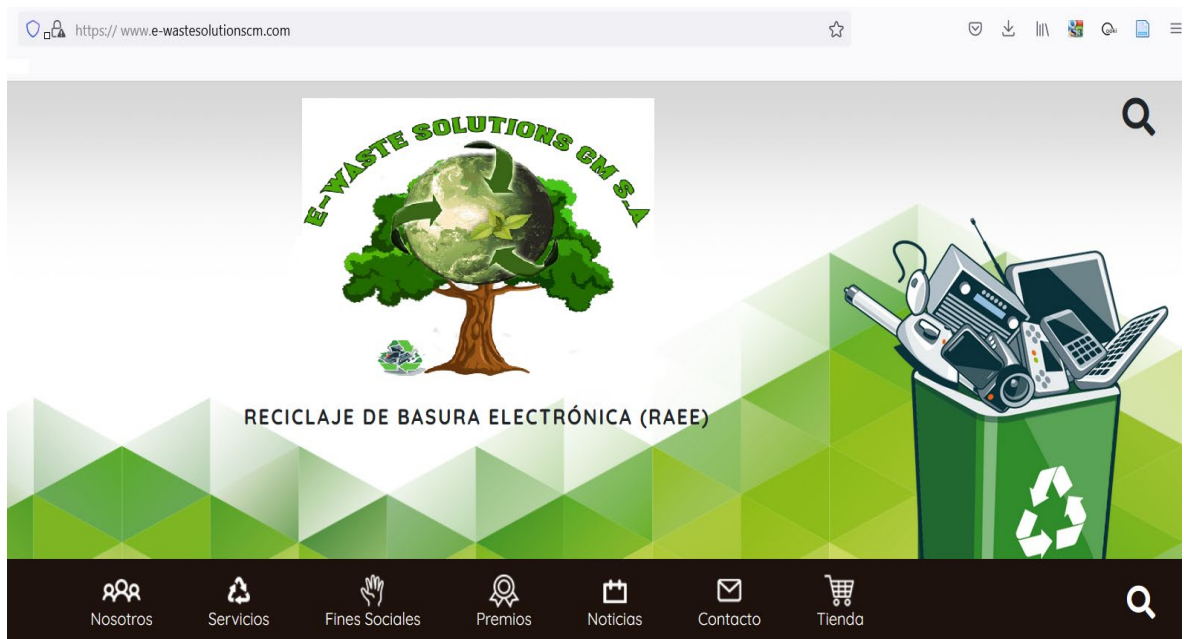 https:// www.e-wastesolutionscm.com
E-WASTE SOLUTIONS CM S.A
RECICLAJE DE BASURA ELECTRÓNICA (RAEE)
Nosotros
Servicios
Fines Sociales
Premios
Noticias
Contacto
Tienda